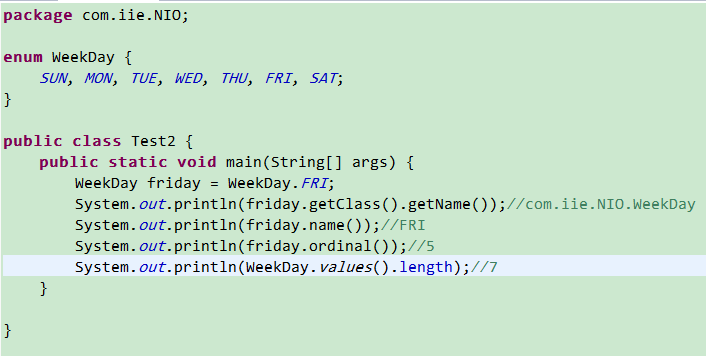 package com.iie.NIO;
enum WeekDay {
SUN, MON, TUE, WED, THU, FRI, SAT;
}
public class Test2 {
public static void main(String[] args) {
WeekDay friday = WeekDay.FRI;
System.out.println(friday.getClass().getName());//com.iie.NIO.WeekDay
System.out.println(friday.name());//FRI
System.out.println(friday.ordinal());//5
System.out.println(WeekDay.values().length);//7
}
}